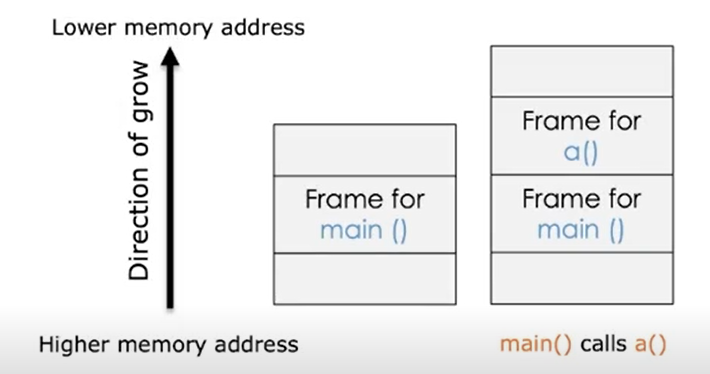 Lower memory address
Direction of grow
Frame for
main ()
Frame for
a()
Frame for
main ()
Higher memory address
main() calls a()